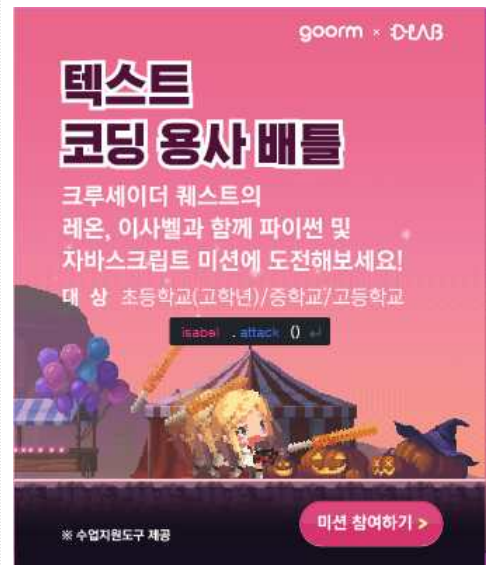 goorm × D·LAB
텍스트
코딩 용사 배틀
크루세이더 퀘스트의
레온, 이사벨과 함께 파이썬 및
자바스크립트 미션에 도전해보세요!
대 상 초등학교(고학년)/중학교/고등학교
isabel .attack () ↵
※ 수업지원도구 제공
미션 참여하기 >